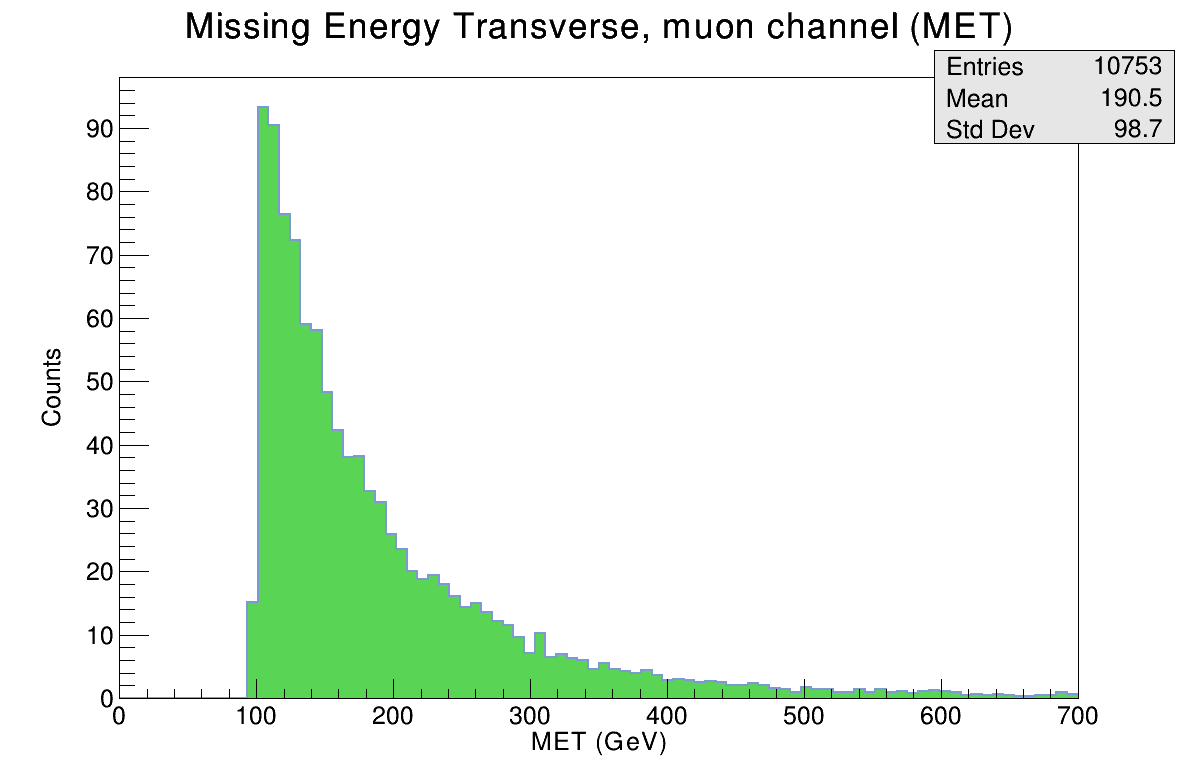 Missing Energy Transverse, muon channel (MET)
Entries 10753
Mean 190.5
Std Dev 98.7
90
80
70
60
50
40
30
20
10
0
Counts
0 100 200 300 400 500 600 700
MET (GeV)